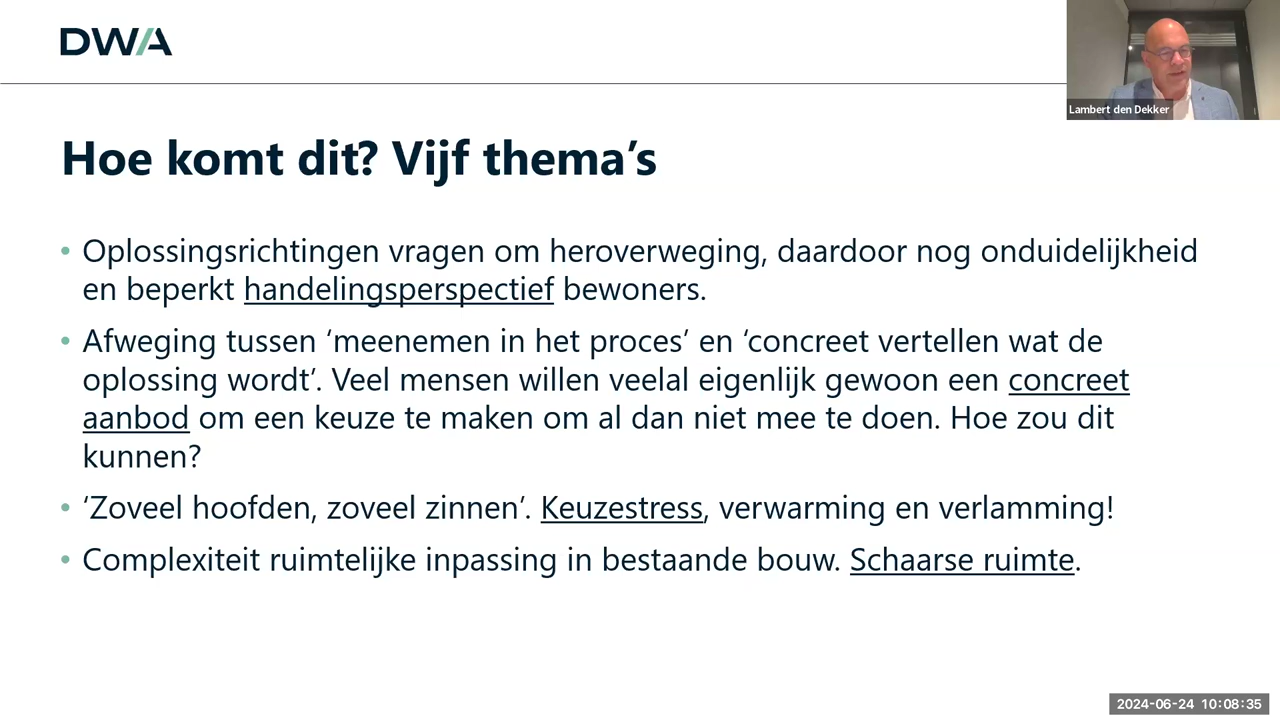 DWA
Lambert den Dekker
Hoe komt dit? Vijf thema’s
• Oplossingsrichtingen vragen om heroverweging, daardoor nog onduidelijkheid
en beperkt handelingsperspectief bewoners.
• Afweging tussen ‘meenemen in het proces’ en ‘concreet vertellen wat de
oplossing wordt’. Veel mensen willen veelal eigenlijk gewoon een concreet
aanbod om een keuze te maken om al dan niet mee te doen. Hoe zou dit
kunnen?
• ‘Zoveel hoofden, zoveel zinnen’. Keuzestress, verwarming en verlamming!
• Complexiteit ruimtelijke inpassing in bestaande bouw. Schaarse ruimte.
2024-06-24 10:08:35